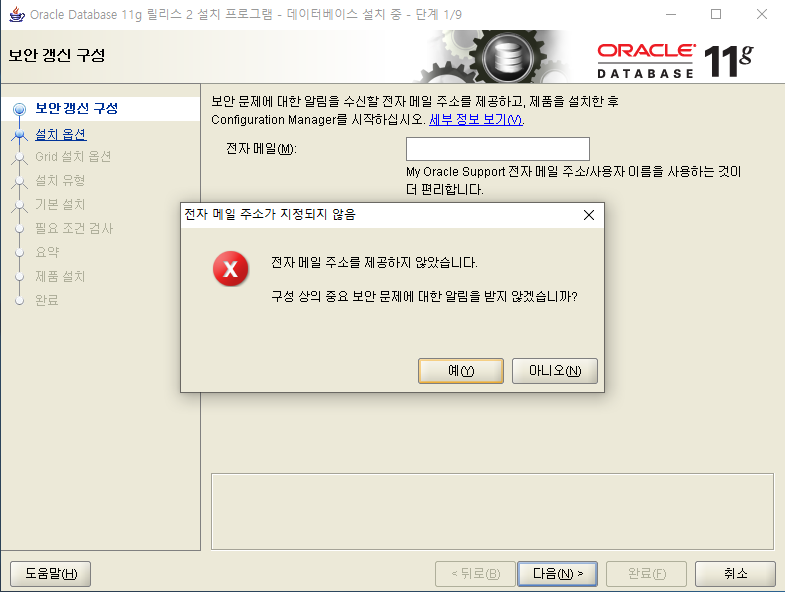 Oracle Database 11g 릴리스 2 설치 프로그램 - 데이터베이스 설치 중 - 단계 1/9
보안 갱신 구성
ORACLE
DATABASE 11g
보안 갱신 구성
설치 옵션
Grid 설치 옵션
설치 유형
기본 설치
필요 조건 검사
요약
제품 설치
완료
보안 문제에 대한 알림을 수신할 전자 메일 주소를 제공하고, 제품을 설치한 후
Configuration Manager를 시작하십시오. 세부 정보 보기(V).
전자 메일(M):
My Oracle Support 전자 메일 주소/사용자 이름을 사용하는 것이
더 편리합니다.
전자 메일 주소가 지정되지 않음
전자 메일 주소를 제공하지 않았습니다.
구성 상의 중요 보안 문제에 대한 알림을 받지 않겠습니까?
예(Y)
아니오(N)
도움말(H)
< 뒤로(B)
다음(N) >
완료(F)
취소